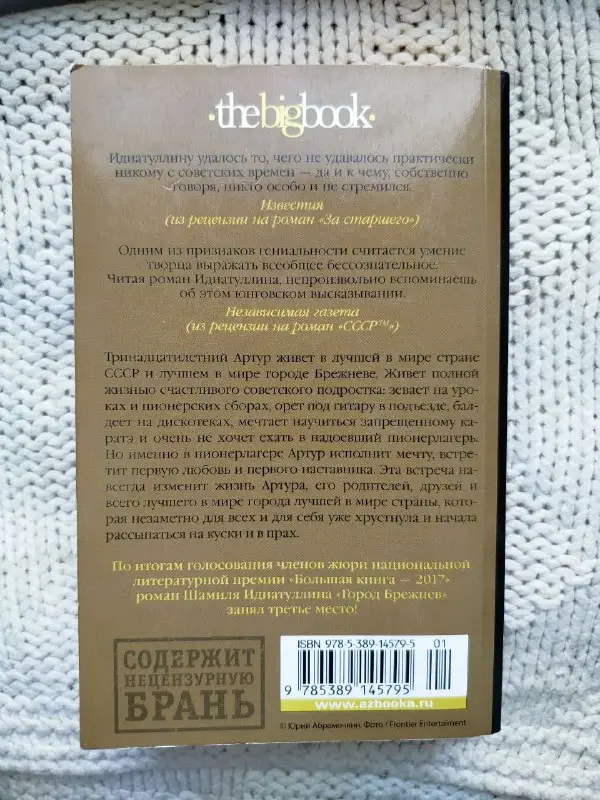 ·thebigbook·
Идиатуллину удалось то, чего не удавалось практически
никому с советских времен — да и к чему, собственно
говоря, никто особо и не стремился.
Известия
(из рецензии на роман «За старшего»)
Одним из признаков гениальности считается умение
творца выражать всеобщее бессознательное.
Читая роман Идиатуллина, непроизвольно вспоминаешь
об этом юнговском высказывании.
Независимая газета
(из рецензии на роман «СССР™»)
Тринадцатилетний Артур живет в лучшей в мире стране
СССР и лучшем в мире городе Брежневе. Живет полной
жизнью счастливого советского подростка: зевает на уро-
ках и пионерских сборах, орет под гитару в подъезде, бал-
деет на дискотеках, мечтает научиться запрещенному ка-
ратэ и очень не хочет ехать в надоевший пионерлагерь.
Но именно в пионерлагере Артур исполнит мечту, встре-
тит первую любовь и первого наставника. Эта встреча на-
всегда изменит жизнь Артура, его родителей, друзей и
всего лучшего в мире города лучшей в мире страны, кото-
рая незаметно для всех и для себя уже хрустнула и начала
рассыпаться на куски и в прах.
По итогам голосования членов жюри национальной
литературной премии «Большая книга — 2017»
роман Шамиля Идиатуллина «Город Брежнев»
занял третье место!
СОДЕРЖИТ
НЕЦЕНЗУРНУЮ
БРАНЬ
ISBN 978-5-389-14579-5 01
9 785389 145795
www.azbooka.ru
© Юрий Абрамочкин. Фото / Frontier Entertaiment